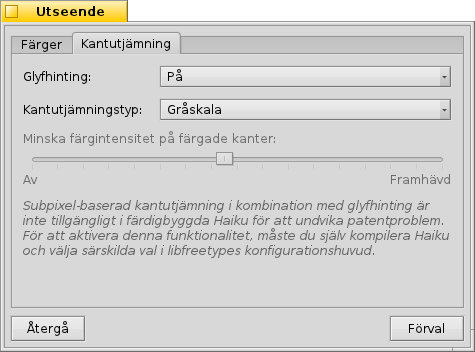 Utseende
Färger Kantutjämning
Glyfhinting: På
Kantutjämningstyp: Gråskala
Minska färgintensitet på färgade kanter:
Av Framhävd
Subpixel-baserad kantutjämning i kombination med glyfhinting är
inte tillgängligt i färdigbyggda Haiku för att undvika patentproblem.
För att aktivera denna funktionalitet, måste du själv kompilera Haiku
och välja särskilda val i libfreetypes konfigurationshuvud.
Återgå Förval